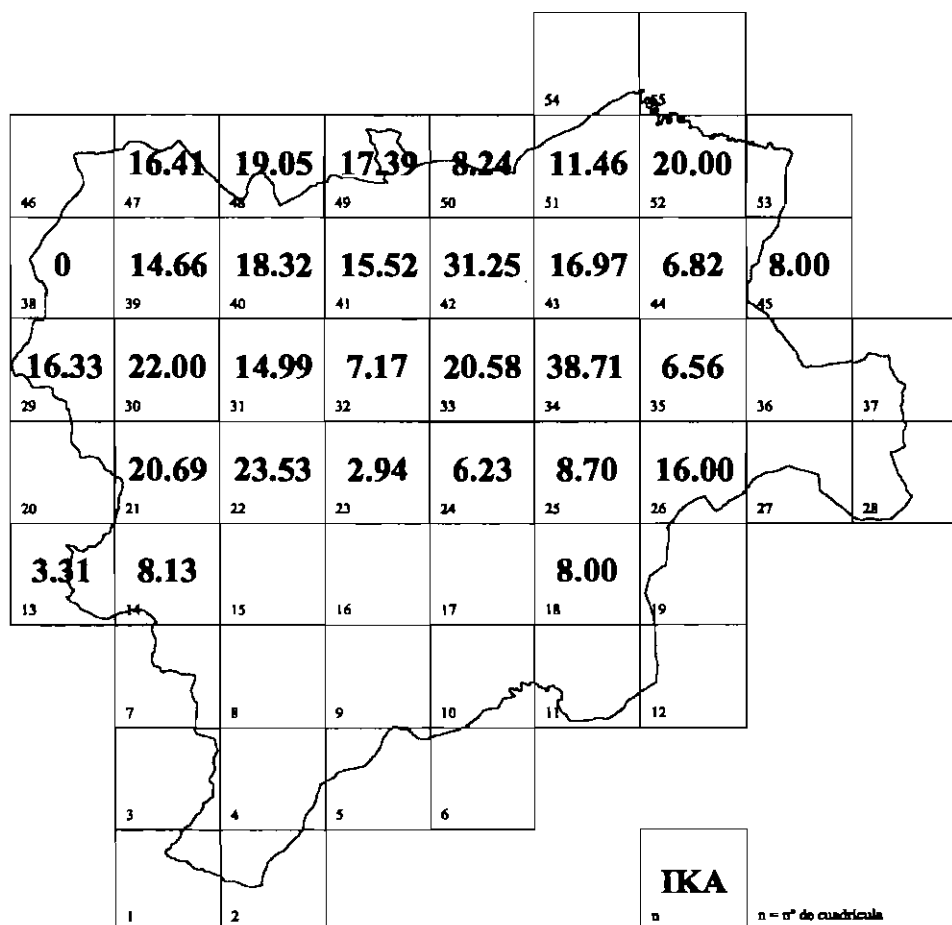 54 55
16.41 19.05 17.39 8.24 11.46 20.00
46 47 48 49 50 51 52 53
0 14.66 18.32 15.52 31.25 16.97 6.82 8.00
38 39 40 41 42 43 44 45
16.33 22.00 14.99 7.17 20.58 38.71 6.56
29 30 31 32 33 34 35 36 37
20.69 23.53 2.94 6.23 8.70 16.00
20 21 22 23 24 25 26 27 28
3.31 8.13 8.00
13 14 15 16 17 18 19
7 8 9 10 11 12
3 4 5 6
IKA
1 2 n n = nº de cuadrícula